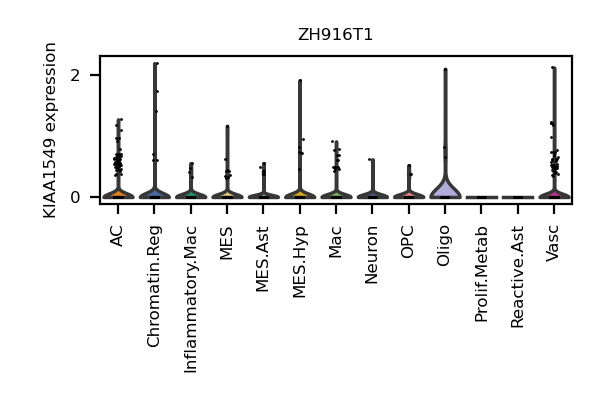 ZH916T1
KIAA1549 expression
2
0
AC
Chromatin.Reg
Inflammatory.Mac
MES
MES.Ast
MES.Hyp
Mac
Neuron
OPC
Oligo
Prolif.Metab
Reactive.Ast
Vasc